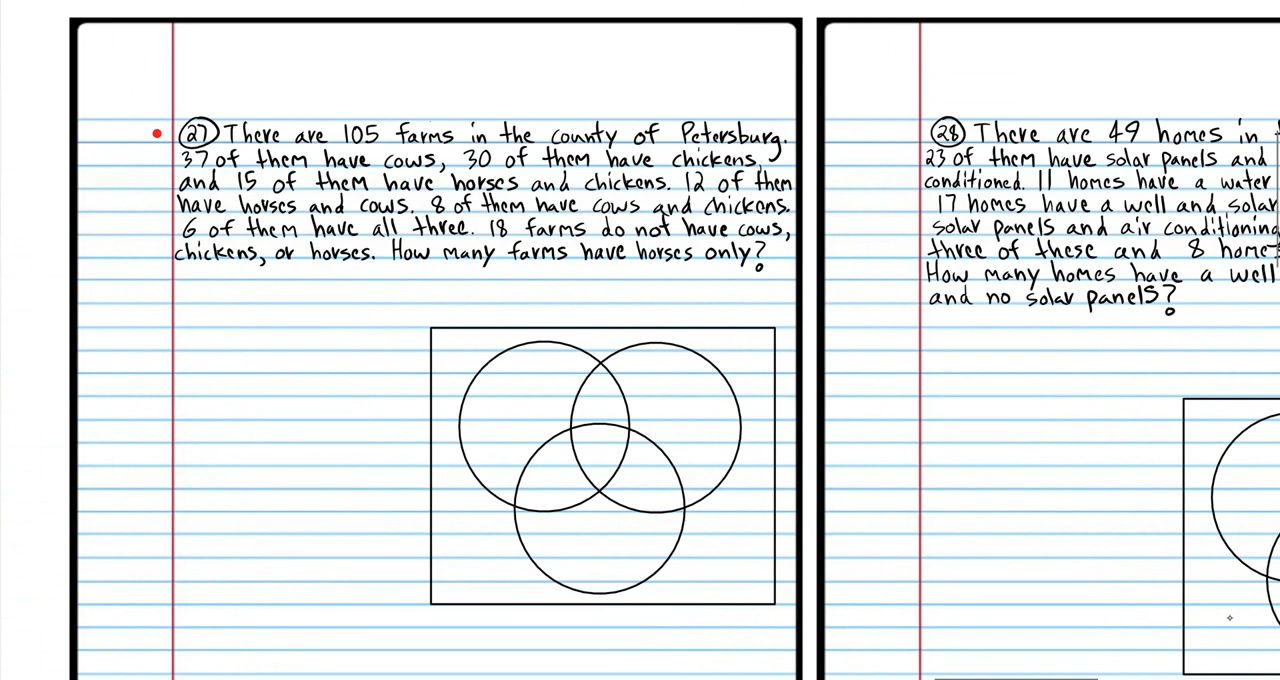 27 There are 105 farms in the county of Petersburg.
37 of them have cows, 30 of them have chickens,
and 15 of them have horses and chickens. 12 of them
have horses and cows. 8 of them have cows and chickens.
6 of them have all three. 18 farms do not have cows,
chickens, or horses. How many farms have horses only?
28 There are 49 homes in
23 of them have solar panels and
conditioned. 11 homes have a water
17 homes have a well and solar
solar panels and air conditioning
three of these and 8 homes
How many homes have a well
and no solar panels?